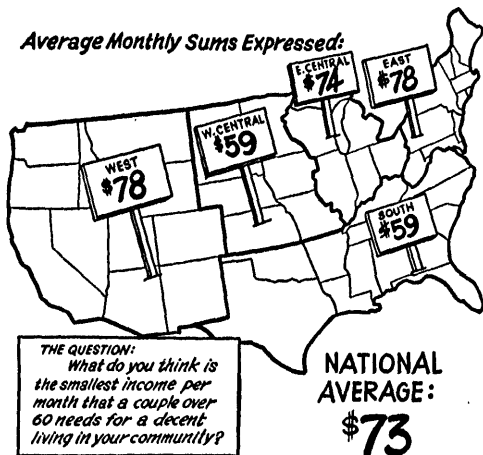 Average Monthly Sums Expressed:
E. CENTRAL
$74
EAST
$78
W. CENTRAL
$59
WEST
$78
SOUTH
$59
THE QUESTION:
What do you think is
the smallest income per
month that a couple over
60 needs for a decent
living in your community?
NATIONAL
AVERAGE:
$73